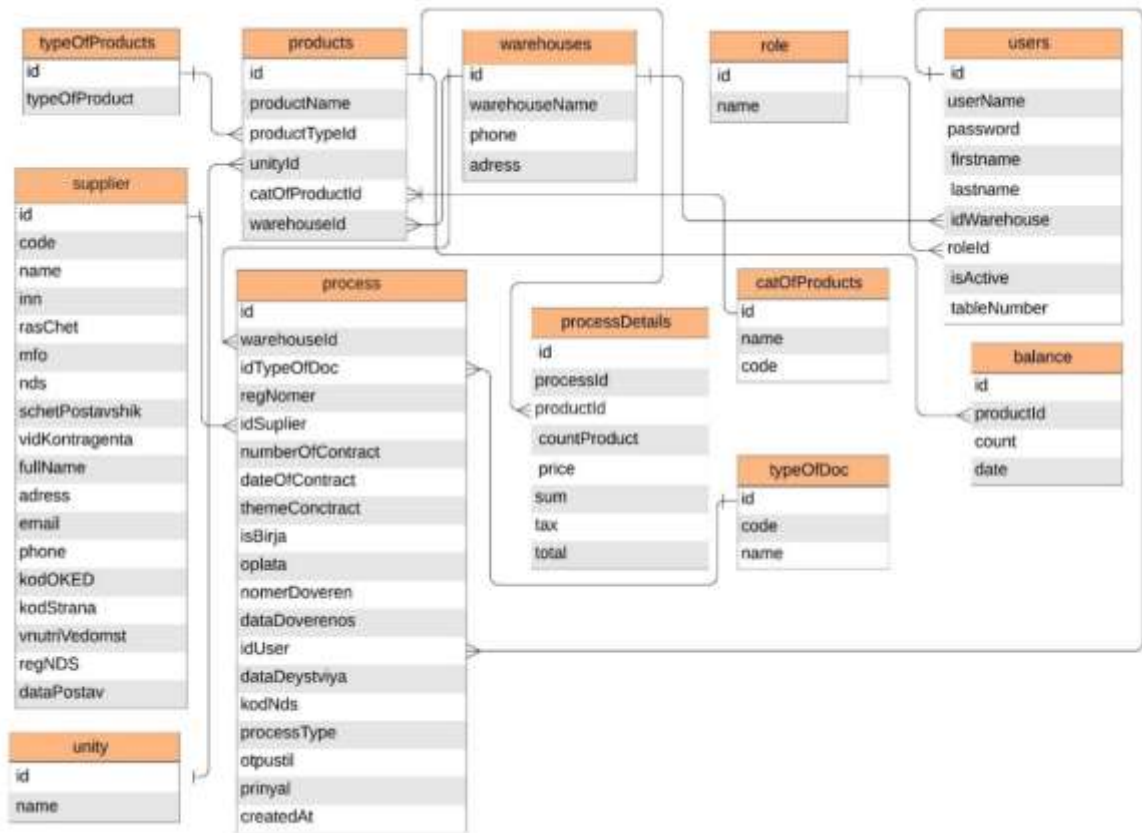 typeOfProducts
id
typeOfProduct
products
id
productName
productTypeId
unityId
catOfProductId
warehouseId
warehouses
id
warehouseName
phone
adress
role
id
name
users
id
userName
password
firstname
lastname
idWarehouse
roleId
isActive
tableNumber
supplier
id
code
name
inn
rasChet
mfo
nds
schetPostavshik
vidKontragenta
fullName
adress
email
phone
kodOKED
kodStrana
vnutriVedomst
regNDS
dataPostav
process
id
warehouseId
idTypeOfDoc
regNomer
idSuplier
numberOfContract
dateOfContract
themeConctract
isBirja
oplata
nomerDoveren
dataDoverenos
idUser
dataDeystviya
kodNds
processType
otpustil
prinyal
createdAt
processDetails
id
processId
productId
countProduct
price
sum
tax
total
catOfProducts
id
name
code
balance
id
productId
count
date
typeOfDoc
id
code
name
unity
id
name